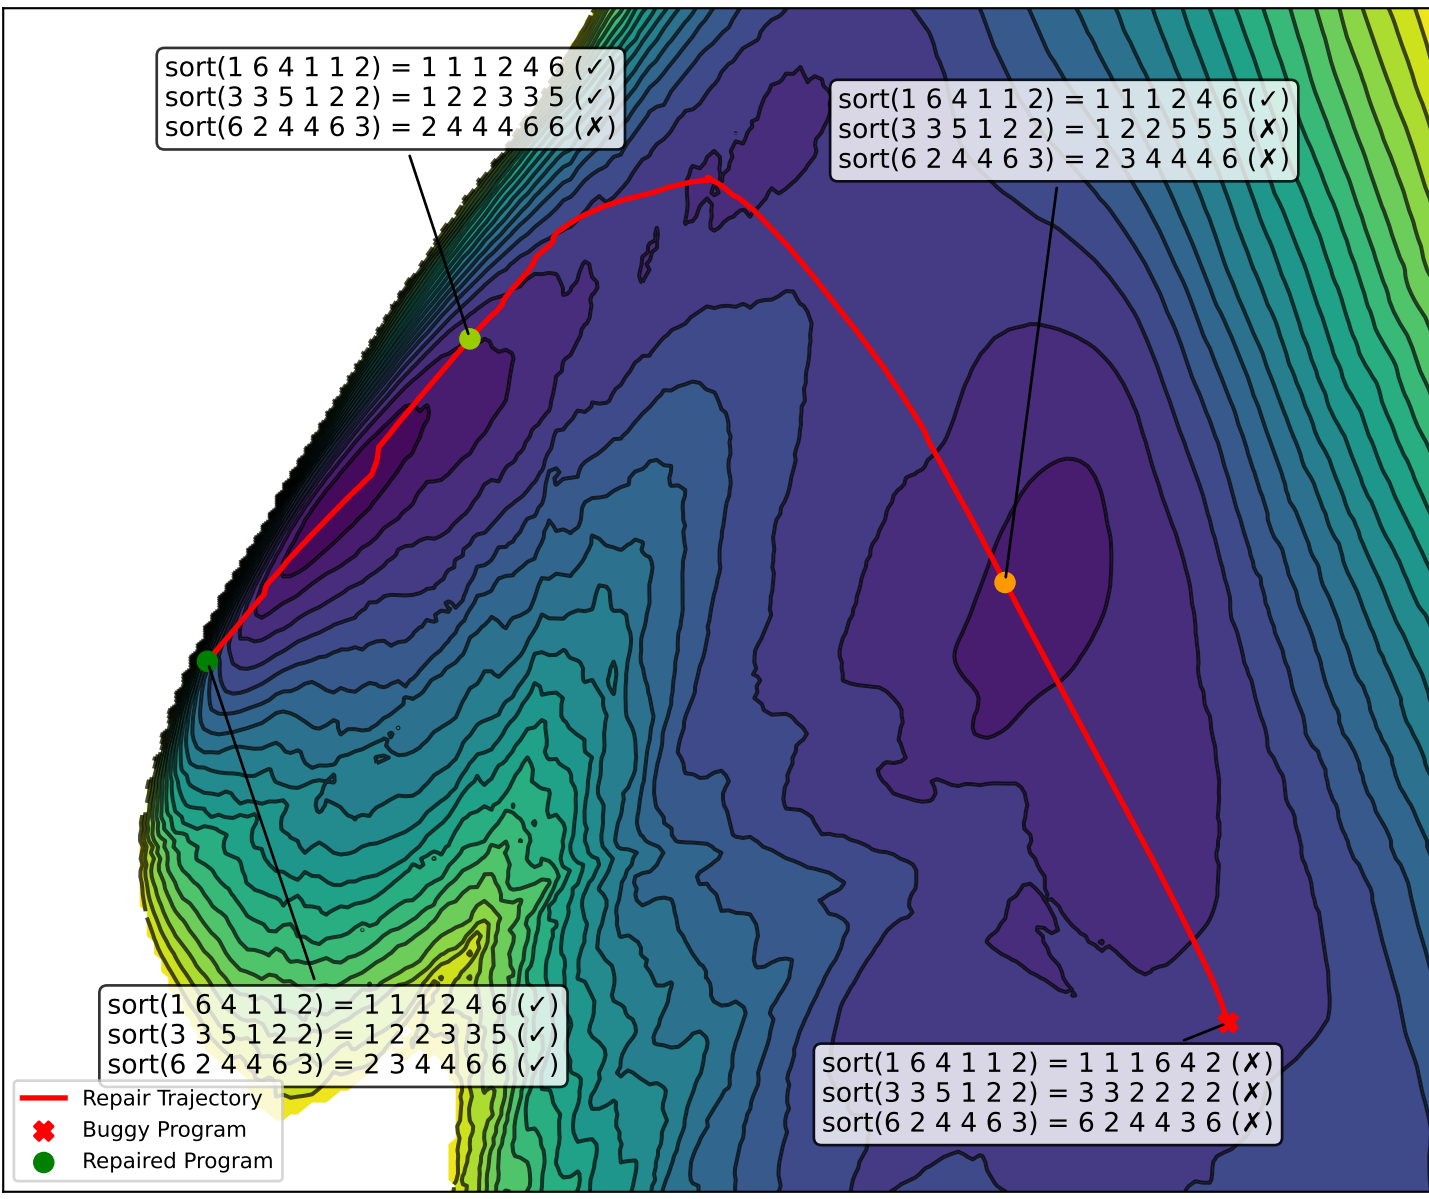 sort(1 6 4 1 1 2) = 1 1 1 2 4 6 (✓)
sort(3 3 5 1 2 2) = 1 2 2 3 3 5 (✓)
sort(6 2 4 4 6 3) = 2 4 4 4 6 6 (✗)
sort(1 6 4 1 1 2) = 1 1 1 2 4 6 (✓)
sort(3 3 5 1 2 2) = 1 2 2 5 5 5 (✗)
sort(6 2 4 4 6 3) = 2 3 4 4 4 6 (✗)
sort(1 6 4 1 1 2) = 1 1 1 2 4 6 (✓)
sort(3 3 5 1 2 2) = 1 2 2 3 3 5 (✓)
sort(6 2 4 4 6 3) = 2 3 4 4 6 6 (✓)
sort(1 6 4 1 1 2) = 1 1 1 6 4 2 (✗)
sort(3 3 5 1 2 2) = 3 3 2 2 2 2 (✗)
sort(6 2 4 4 6 3) = 6 2 4 4 3 6 (✗)
Repair Trajectory
Buggy Program
Repaired Program